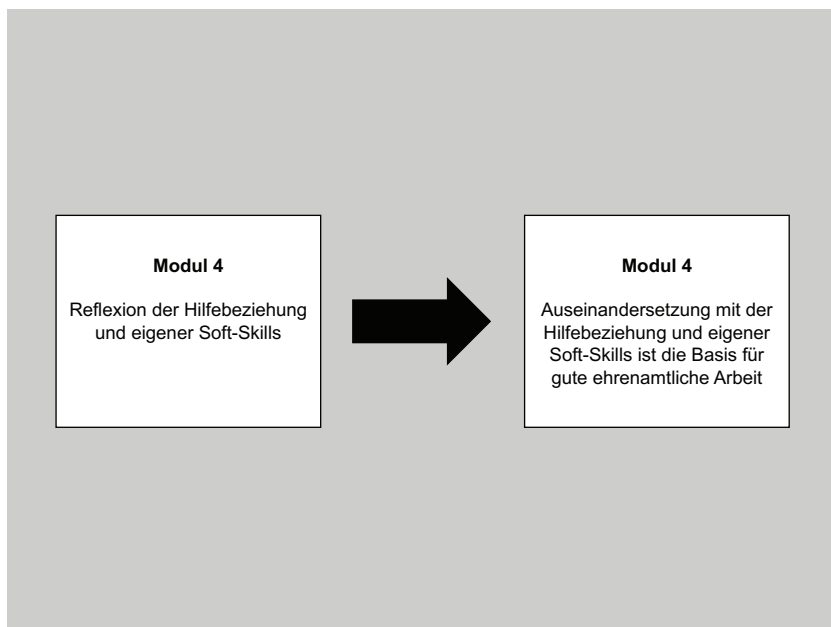 Modul 4
Reflexion der Hilfebeziehung
und eigener Soft-Skills
Modul 4
Auseinandersetzung mit der
Hilfebeziehung und eigener
Soft-Skills ist die Basis für
gute ehrenamtliche Arbeit